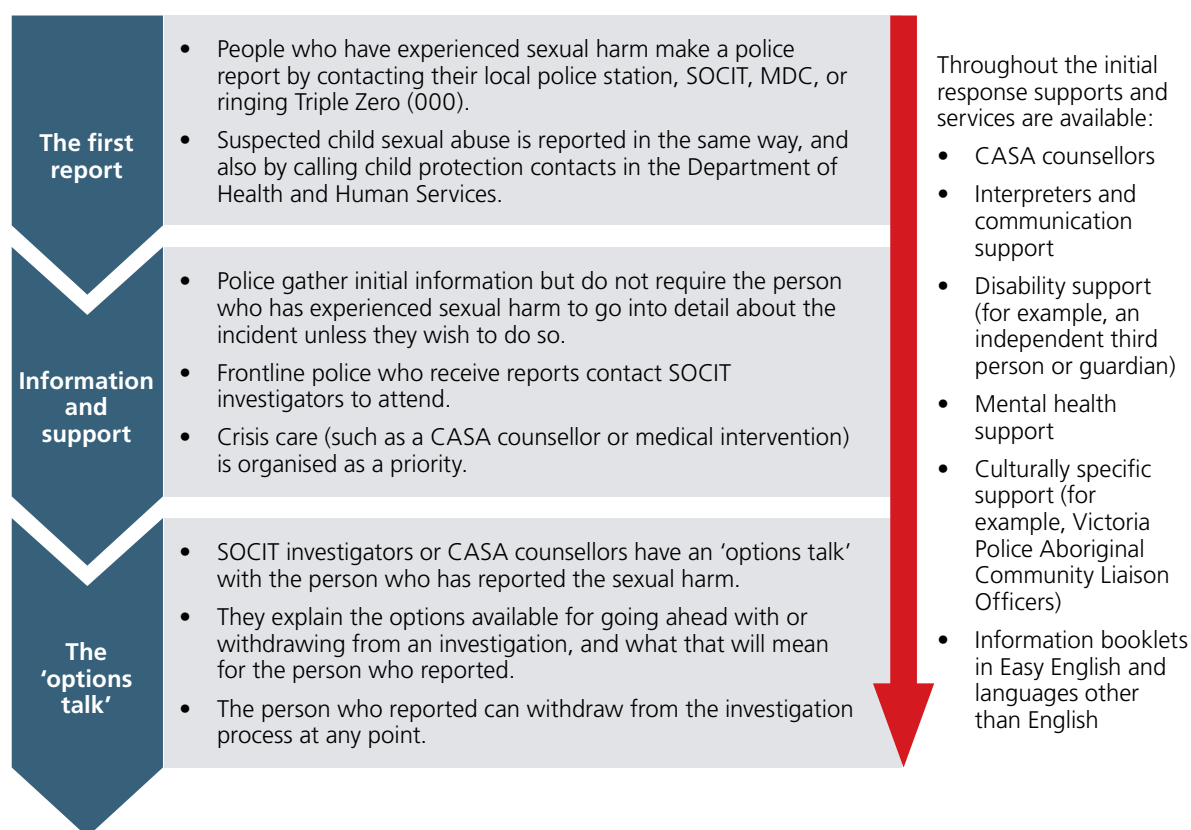 The first
report
• People who have experienced sexual harm make a police
report by contacting their local police station, SOCIT, MDC, or
ringing Triple Zero (000).
• Suspected child sexual abuse is reported in the same way, and
also by calling child protection contacts in the Department of
Health and Human Services.
Information
and
support
• Police gather initial information but do not require the person
who has experienced sexual harm to go into detail about the
incident unless they wish to do so.
• Frontline police who receive reports contact SOCIT
investigators to attend.
• Crisis care (such as a CASA counsellor or medical intervention)
is organised as a priority.
The
‘options
talk’
• SOCIT investigators or CASA counsellors have an ‘options talk’
with the person who has reported the sexual harm.
• They explain the options available for going ahead with or
withdrawing from an investigation, and what that will mean
for the person who reported.
• The person who reported can withdraw from the investigation
process at any point.
Throughout the initial
response supports and
services are available:
• CASA counsellors
• Interpreters and
communication
support
• Disability support
(for example, an
independent third
person or guardian)
• Mental health
support
• Culturally specific
support (for
example, Victoria
Police Aboriginal
Community Liaison
Officers)
• Information booklets
in Easy English and
languages other
than English